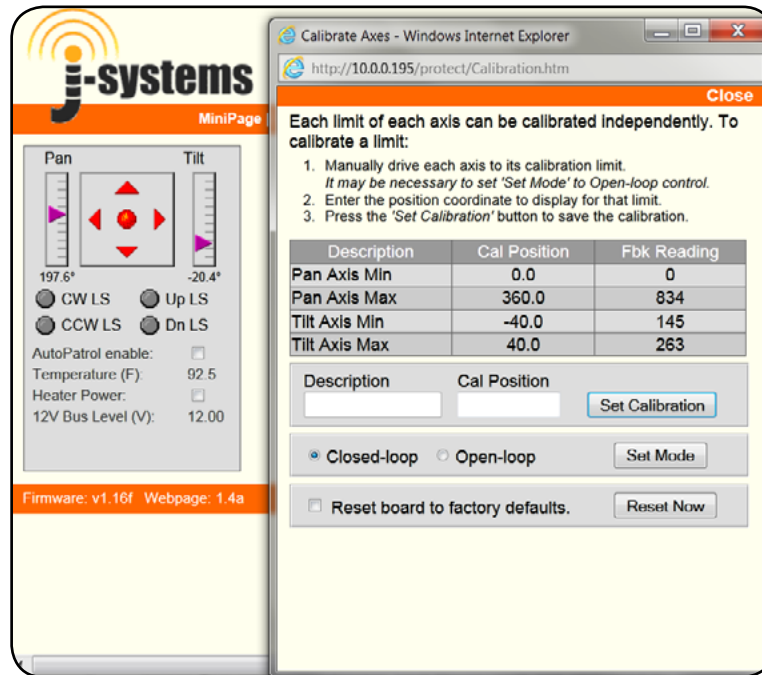 j-systems
MiniPage
Pan Tilt
197.6° -20.4°
CW LS Up LS
CCW LS Dn LS
AutoPatrol enable:
Temperature (F): 92.5
Heater Power:
12V Bus Level (V): 12.00
Firmware: v1.16f Webpage: 1.4a
Calibrate Axes - Windows Internet Explorer
http://10.0.0.195/protect/Calibration.htm
Close
Each limit of each axis can be calibrated independently. To
calibrate a limit:
1. Manually drive each axis to its calibration limit.
It may be necessary to set 'Set Mode' to Open-loop control.
2. Enter the position coordinate to display for that limit.
3. Press the 'Set Calibration' button to save the calibration.
Description Cal Position Fbk Reading
Pan Axis Min 0.0 0
Pan Axis Max 360.0 834
Tilt Axis Min -40.0 145
Tilt Axis Max 40.0 263
Description Cal Position
Set Calibration
Closed-loop Open-loop Set Mode
Reset board to factory defaults. Reset Now